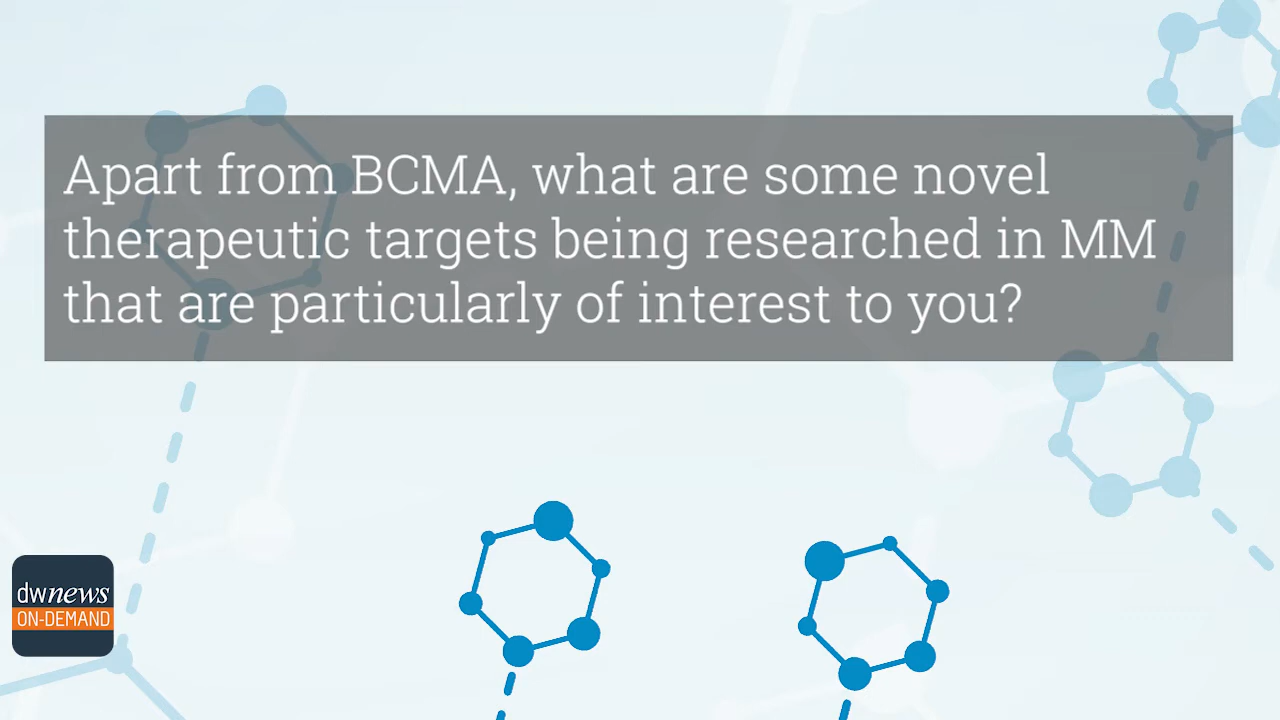 Apart from BCMA, what are some novel
therapeutic targets being researched in MM
that are particularly of interest to you?
dwnews
ON-DEMAND